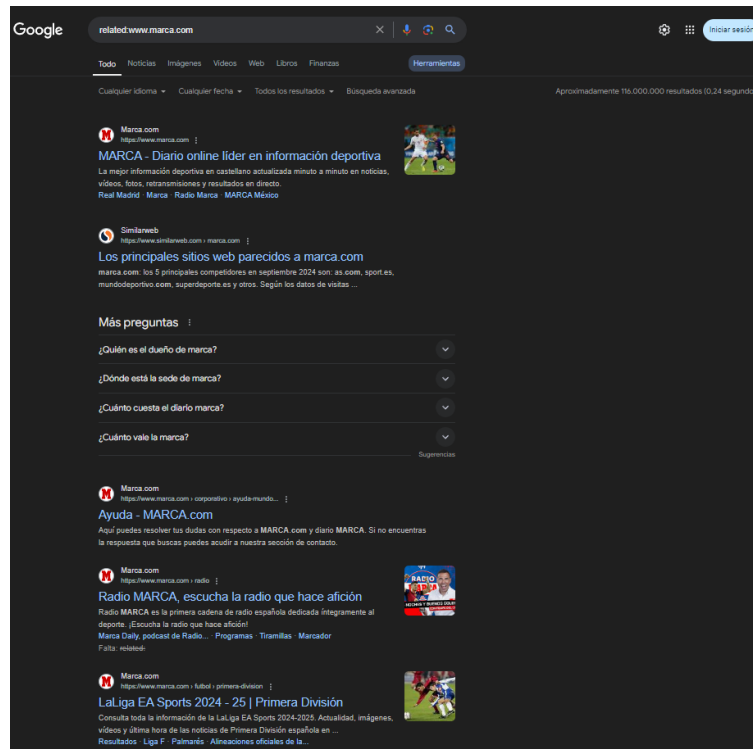 Google
related:www.marca.com
Iniciar sesión
Todo Noticias Imágenes Videos Web Libros Finanzas Herramientas
Cualquier idioma Cualquier fecha Todos los resultados Búsqueda avanzada Aproximadamente 116.000.000 resultados (0,24 segundo
Marca.com
https://www.marca.com
MARCA - Diario online líder en información deportiva
La mejor información deportiva en castellano actualizada minuto a minuto en noticias,
vídeos, fotos, retransmisiones y resultados en directo.
Real Madrid · Marca · Radio Marca · MARCA México
Similarweb
https://www.similarweb.com › marca.com
Los principales sitios web parecidos a marca.com
marca.com: los 5 principales competidores en septiembre 2024 son: as.com, sport.es,
mundodeportivo.com, superdeporte.es y otros. Según los datos de visitas ...
Más preguntas
¿Quién es el dueño de marca?
¿Dónde está la sede de marca?
¿Cuánto cuesta el diario marca?
¿Cuánto vale la marca?
Sugerencias
Marca.com
https://www.marca.com › corporativo › ayuda-mundo...
Ayuda - MARCA.com
Aquí puedes resolver tus dudas con respecto a MARCA.com y diario MARCA. Si no encuentras
la respuesta que buscas puedes acudir a nuestra sección de contacto.
Marca.com
https://www.marca.com › radio
Radio MARCA, escucha la radio que hace afición
Radio MARCA es la primera cadena de radio española dedicada íntegramente al
deporte. ¡Escucha la radio que hace afición!
Marca Daily, podcast de Radio... · Programas · Tiramillas · Marcador
Falta: related:
RADIO
MARCA
Marca.com
https://www.marca.com › futbol › primera-division
LaLiga EA Sports 2024 - 25 | Primera División
Consulta toda la información de la LaLiga EA Sports 2024-2025. Actualidad, imágenes,
vídeos y última hora de las noticias de Primera División española en ...
Resultados · Liga F · Palmarés · Alineaciones oficiales de la...